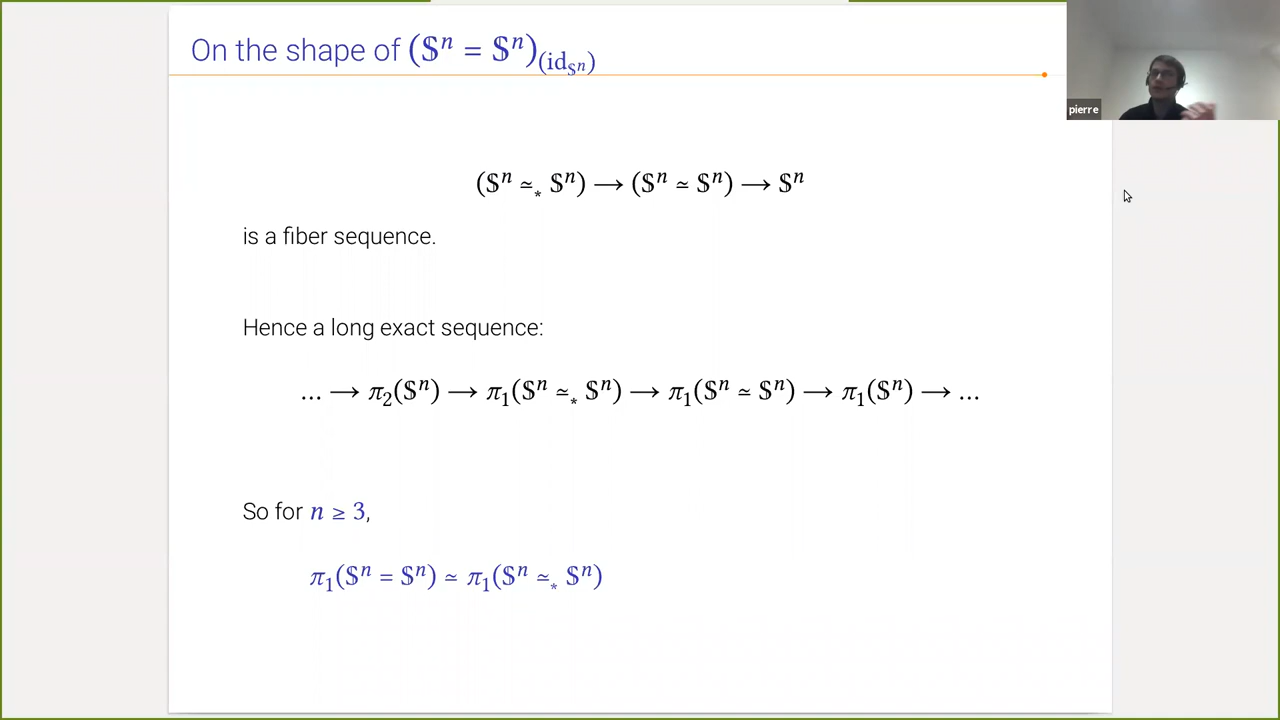 On the shape of (𝕊ⁿ = 𝕊ⁿ)_(id_𝕊ⁿ)
pierre
(𝕊ⁿ ≃_* 𝕊ⁿ) ⟶ (𝕊ⁿ ≃ 𝕊ⁿ) ⟶ 𝕊ⁿ
is a fiber sequence.
Hence a long exact sequence:
… ⟶ π₂(𝕊ⁿ) ⟶ π₁(𝕊ⁿ ≃_* 𝕊ⁿ) ⟶ π₁(𝕊ⁿ ≃ 𝕊ⁿ) ⟶ π₁(𝕊ⁿ) ⟶ …
So for n ≥ 3,
π₁(𝕊ⁿ = 𝕊ⁿ) ≃ π₁(𝕊ⁿ ≃_* 𝕊ⁿ)